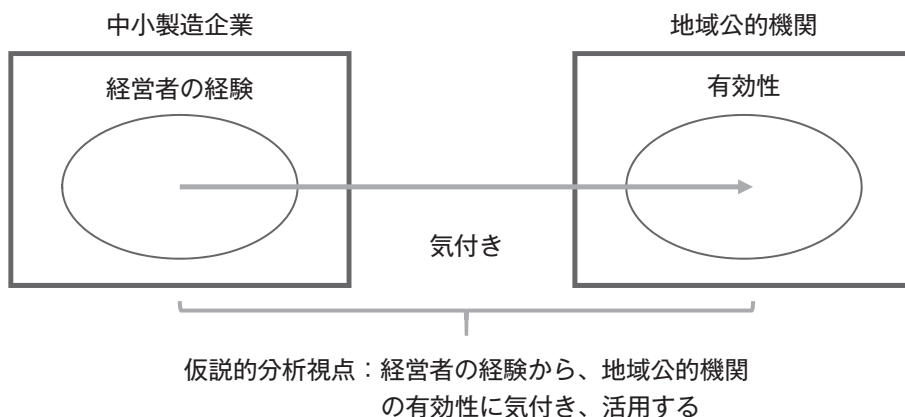 中小製造企業
地域公的機関
経営者の経験
有効性
気付き
仮説的分析視点：経営者の経験から、地域公的機関
の有効性に気付き、活用する